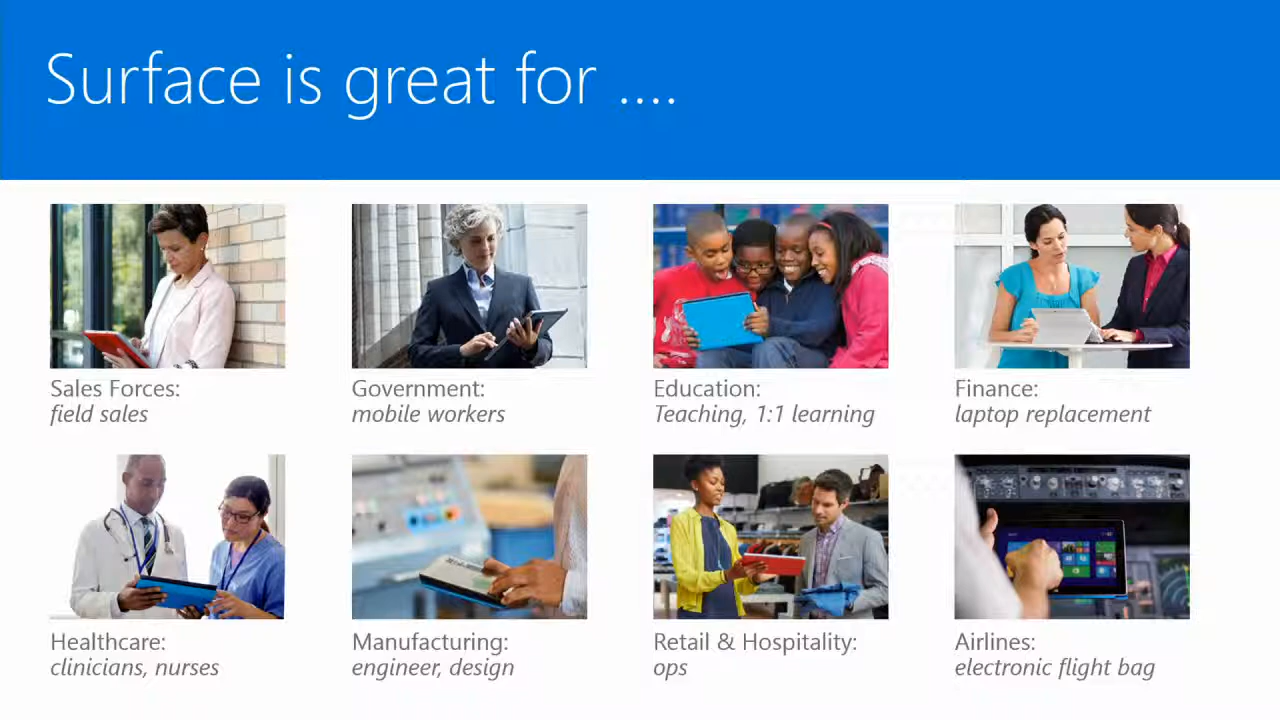 Surface is great for ....
Sales Forces:
field sales
Government:
mobile workers
Education:
Teaching, 1:1 learning
Finance:
laptop replacement
Healthcare:
clinicians, nurses
Manufacturing:
engineer, design
Retail & Hospitality:
ops
Airlines:
electronic flight bag